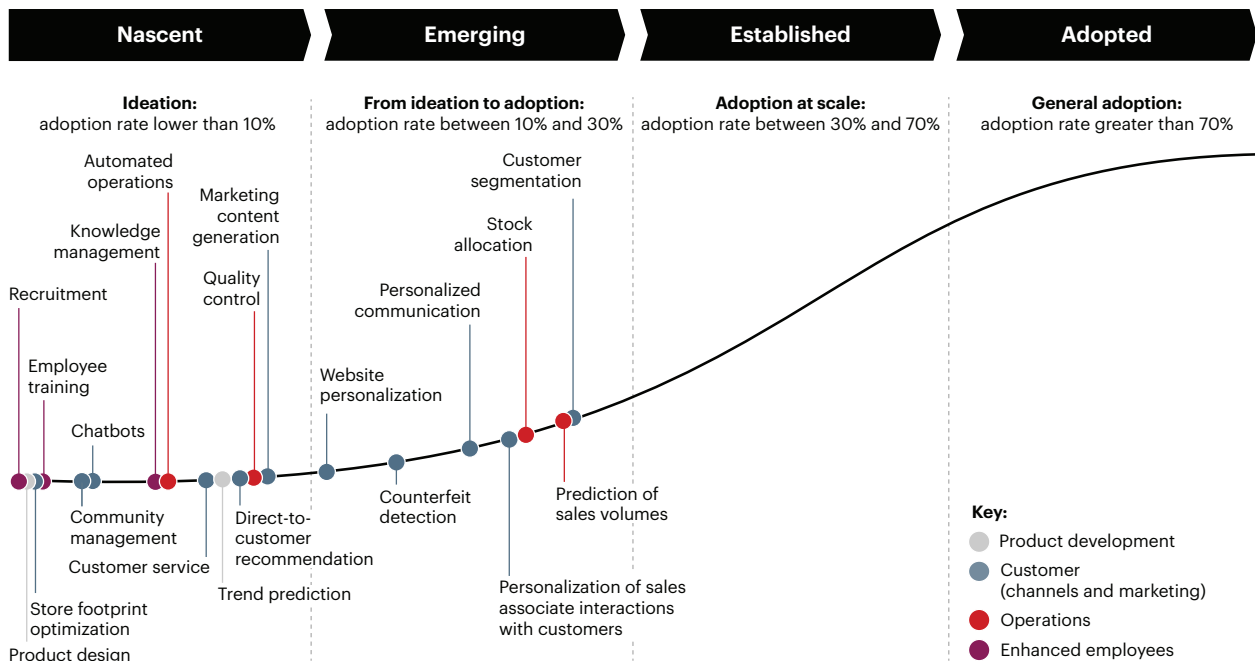 Nascent
Emerging
Established
Adopted
Ideation:
adoption rate lower than 10%
From ideation to adoption:
adoption rate between 10% and 30%
Adoption at scale:
adoption rate between 30% and 70%
General adoption:
adoption rate greater than 70%
Automated
operations
Knowledge
management
Recruitment
Employee
training
Chatbots
Marketing
content
generation
Quality
control
Community
management
Customer service
Store footprint
optimization
Product design
Direct-to-
customer
recommendation
Trend prediction
Customer
segmentation
Stock
allocation
Personalized
communication
Website
personalization
Counterfeit
detection
Prediction of
sales volumes
Personalization of sales
associate interactions
with customers
Key:
Product development
Customer
(channels and marketing)
Operations
Enhanced employees